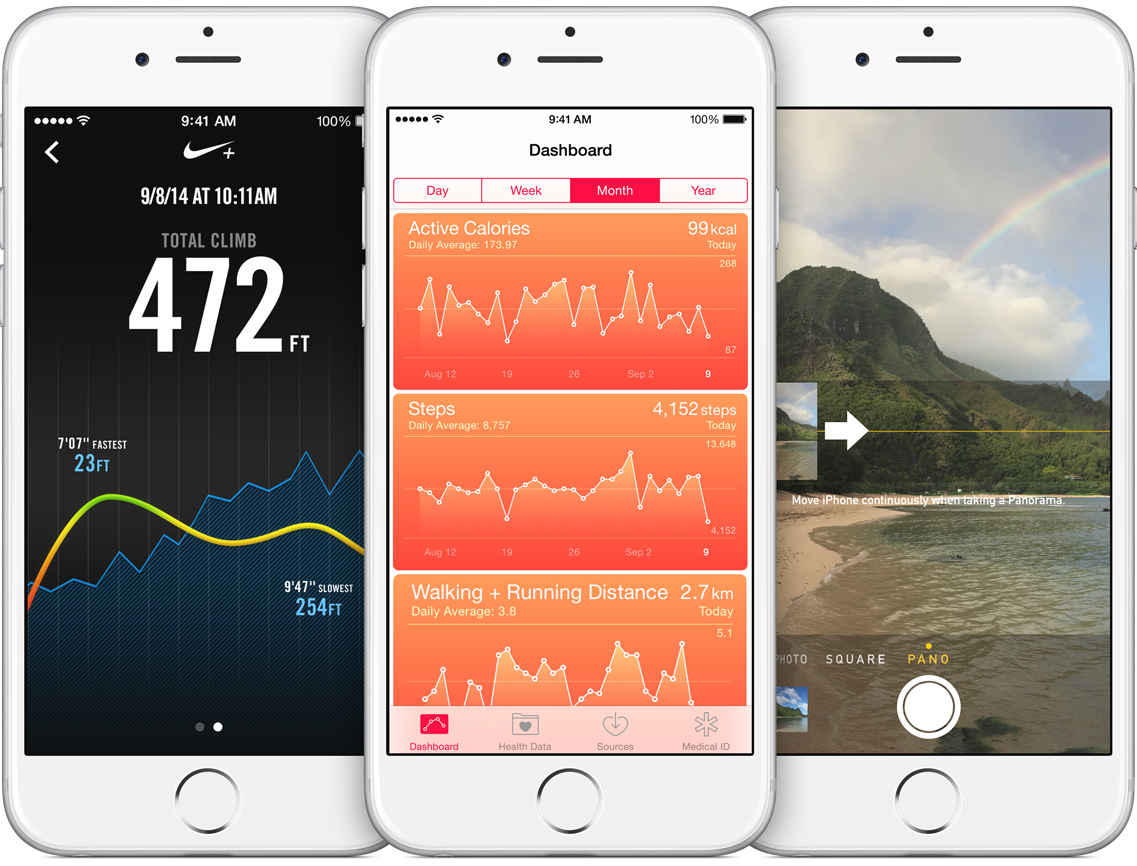 9:41 AM 100%
+
9/8/14 AT 10:11AM
TOTAL CLIMB
472 FT
7'07" FASTEST
23FT
9'47" SLOWEST
254FT
9:41 AM 100%
Dashboard
Day Week Month Year
Active Calories 99 kcal
Daily Average: 173.97 Today
268
87
Aug 12 19 26 Sep 2 9
Steps 4,152 steps
Daily Average: 8,757 Today
13,648
4,152
Aug 12 19 26 Sep 2 9
Walking + Running Distance 2.7 km
Daily Average: 3.8 Today
5.1
Dashboard Health Data Sources Medical ID
Move iPhone continuously when taking a Panorama.
PHOTO SQUARE PANO